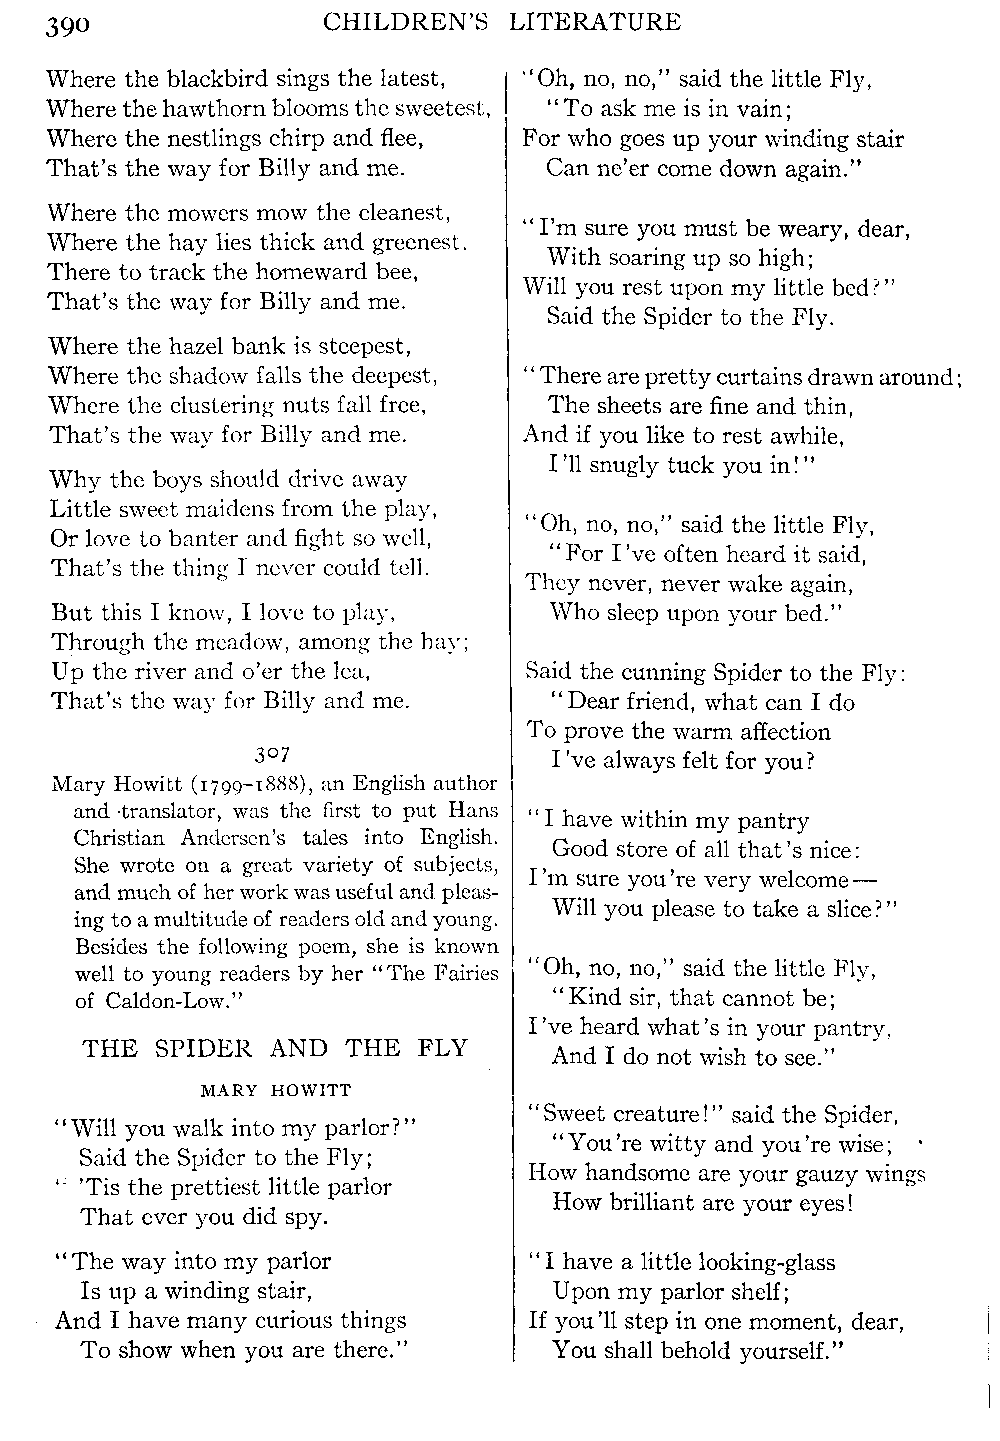 390
CHILDREN'S LITERATURE
Where the blackbird sings the latest,
Where the hawthorn blooms the sweetest,
Where the nestlings chirp and flee,
That's the way for Billy and me.
Where the mowers mow the cleanest,
Where the hay lies thick and greenest.
There to track the homeward bee,
That's the way for Billy and me.
Where the hazel bank is steepest,
Where the shadow falls the deepest,
Where the clustering nuts fall free,
That's the way for Billy and me.
Why the boys should drive away
Little sweet maidens from the play,
Or love to banter and fight so well,
That's the thing I never could tell.
But this I know, I love to play,
Through the meadow, among the hay;
Up the river and o'er the lea,
That's the way for Billy and me.
307
Mary Howitt (1799-1888), an English author
and translator, was the first to put Hans
Christian Andersen's tales into English.
She wrote on a great variety of subjects,
and much of her work was useful and pleas-
ing to a multitude of readers old and young.
Besides the following poem, she is known
well to young readers by her "The Fairies
of Caldon-Low."
THE SPIDER AND THE FLY
MARY HOWITT
"Will you walk into my parlor?"
Said the Spider to the Fly;
"'Tis the prettiest little parlor
That ever you did spy.
"The way into my parlor
Is up a winding stair,
And I have many curious things
To show when you are there."
"Oh, no, no," said the little Fly,
"To ask me is in vain;
For who goes up your winding stair
Can ne'er come down again."
"I'm sure you must be weary, dear,
With soaring up so high;
Will you rest upon my little bed?"
Said the Spider to the Fly.
"There are pretty curtains drawn around;
The sheets are fine and thin,
And if you like to rest awhile,
I'll snugly tuck you in!"
"Oh, no, no," said the little Fly,
"For I've often heard it said,
They never, never wake again,
Who sleep upon your bed."
Said the cunning Spider to the Fly:
"Dear friend, what can I do
To prove the warm affection
I've always felt for you?
"I have within my pantry
Good store of all that's nice:
I'm sure you're very welcome—
Will you please to take a slice?"
"Oh, no, no," said the little Fly,
"Kind sir, that cannot be;
I've heard what's in your pantry,
And I do not wish to see."
"Sweet creature!" said the Spider,
"You're witty and you're wise;
How handsome are your gauzy wings
How brilliant are your eyes!
"I have a little looking-glass
Upon my parlor shelf;
If you'll step in one moment, dear,
You shall behold yourself."